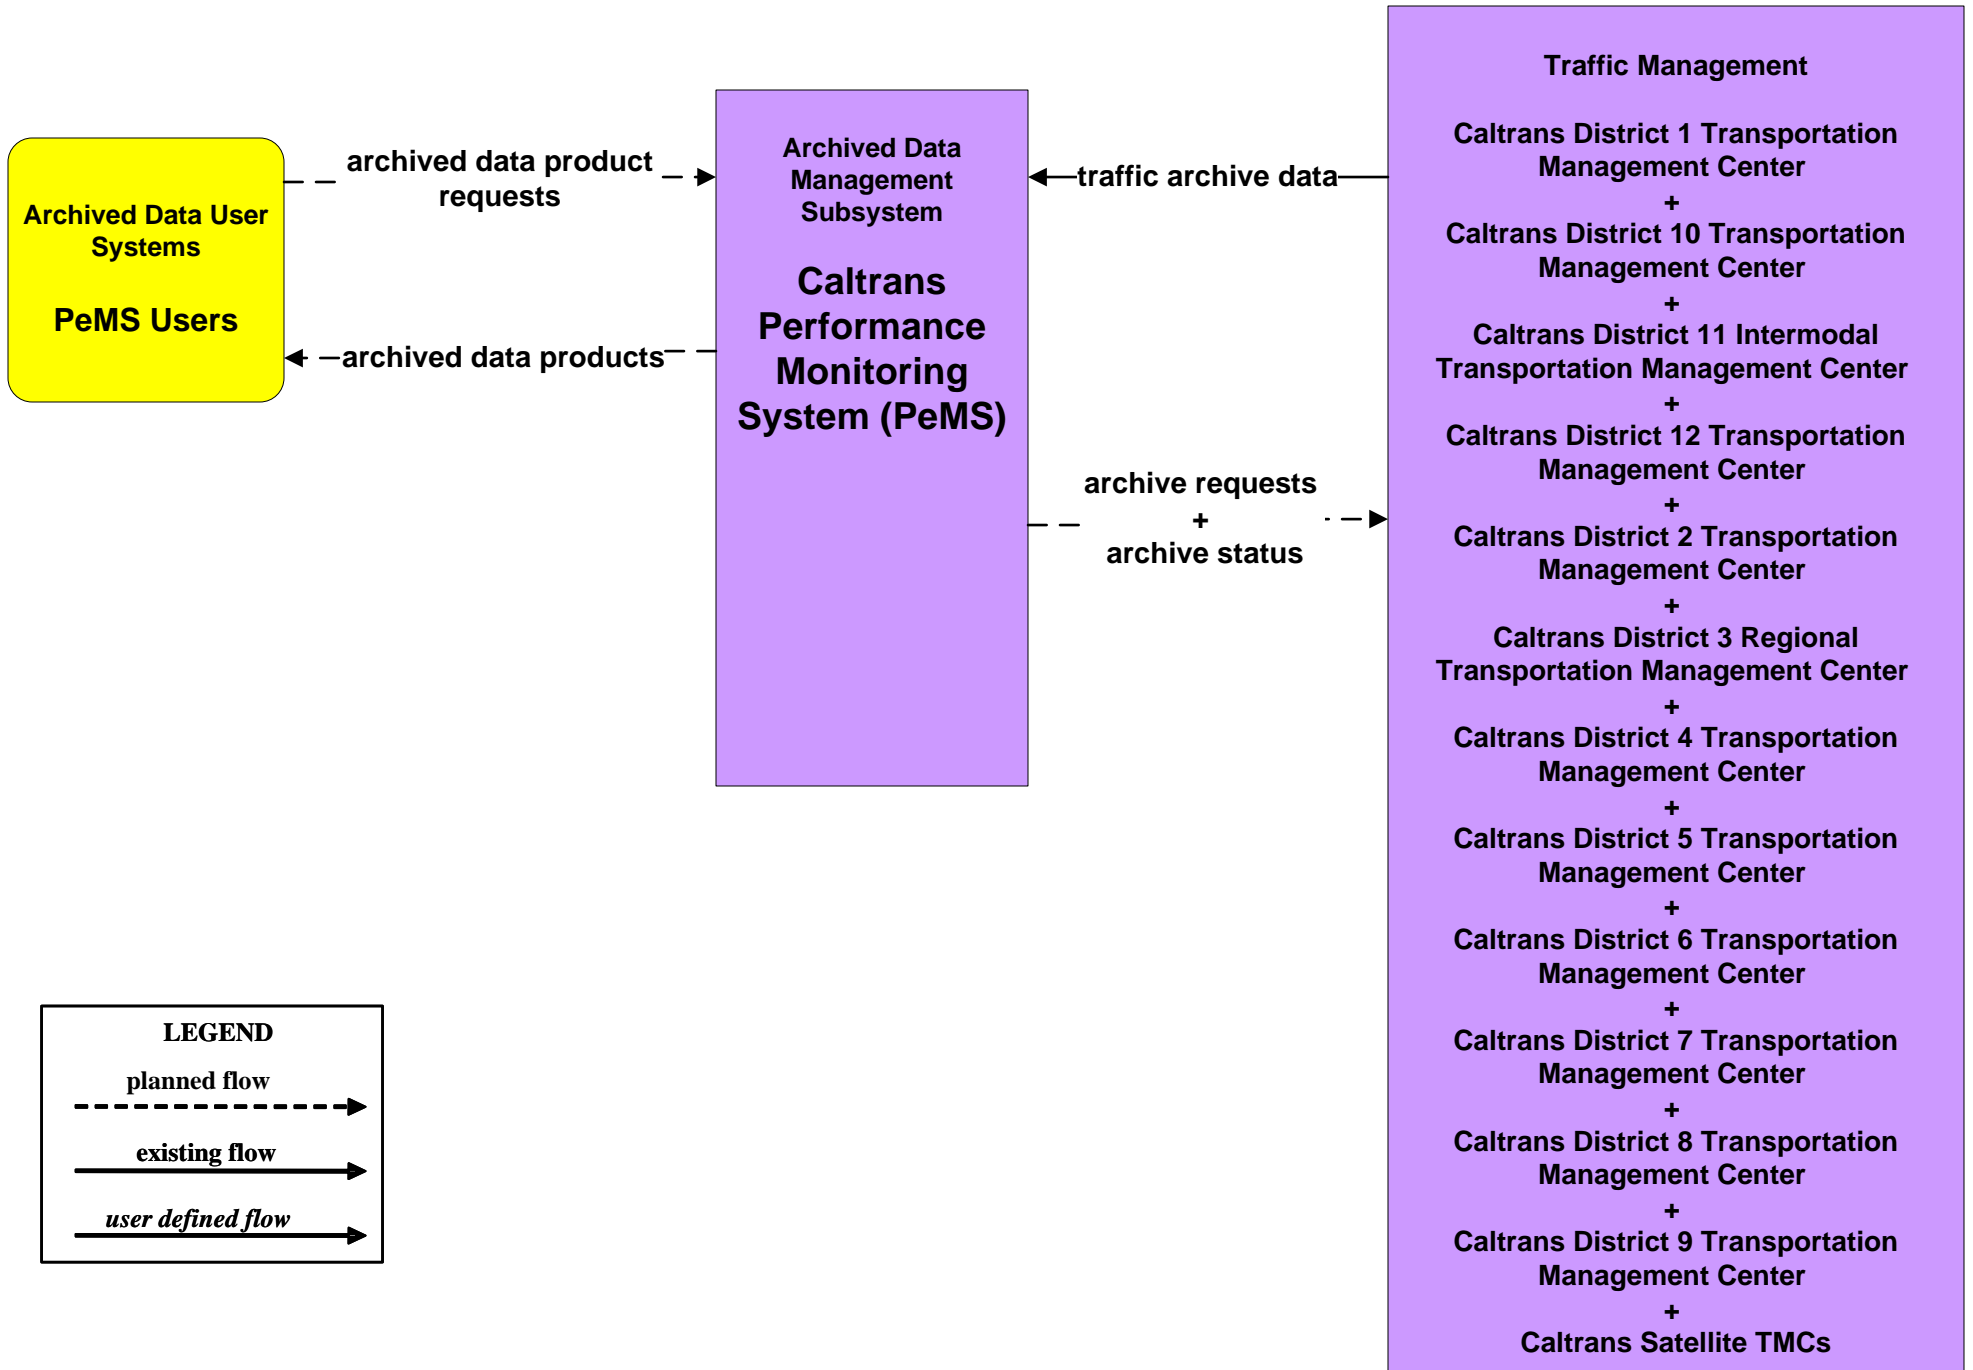 Archived Data User
Systems
PeMS Users
archived data product
requests
archived data products
Archived Data
Management
Subsystem
Caltrans
Performance
Monitoring
System (PeMS)
traffic archive data
archive requests
+
archive status
Traffic Management
Caltrans District 1 Transportation
Management Center
+
Caltrans District 10 Transportation
Management Center
+
Caltrans District 11 Intermodal
Transportation Management Center
+
Caltrans District 12 Transportation
Management Center
+
Caltrans District 2 Transportation
Management Center
+
Caltrans District 3 Regional
Transportation Management Center
+
Caltrans District 4 Transportation
Management Center
+
Caltrans District 5 Transportation
Management Center
+
Caltrans District 6 Transportation
Management Center
+
Caltrans District 7 Transportation
Management Center
+
Caltrans District 8 Transportation
Management Center
+
Caltrans District 9 Transportation
Management Center
+
Caltrans Satellite TMCs
LEGEND
planned flow
existing flow
user defined flow